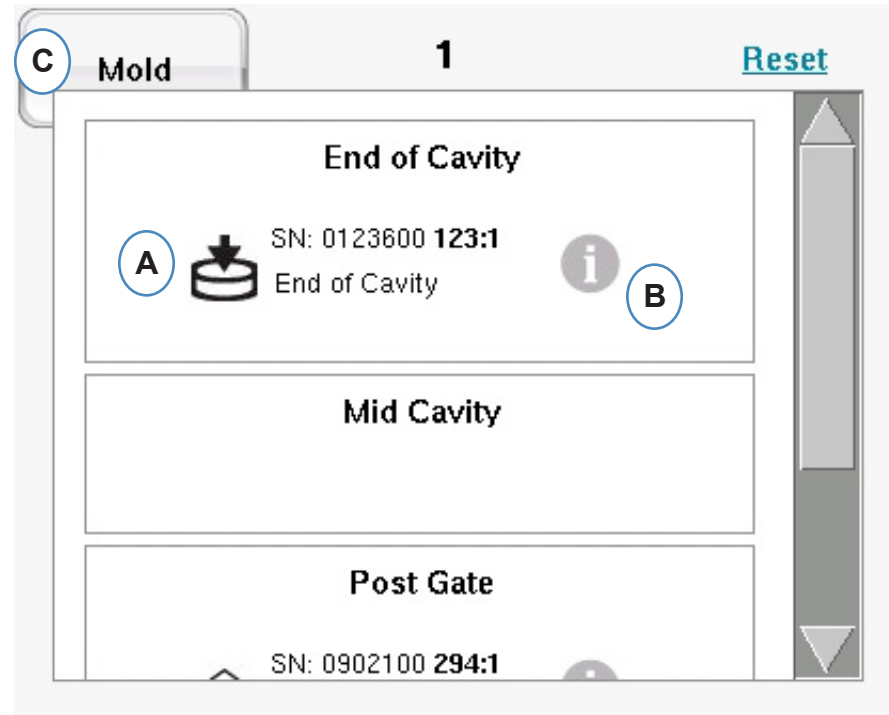 C
Mold
1
Reset
End of Cavity
A
SN: 0123600 123:1
End of Cavity
i
B
Mid Cavity
Post Gate
SN: 0902100 294:1